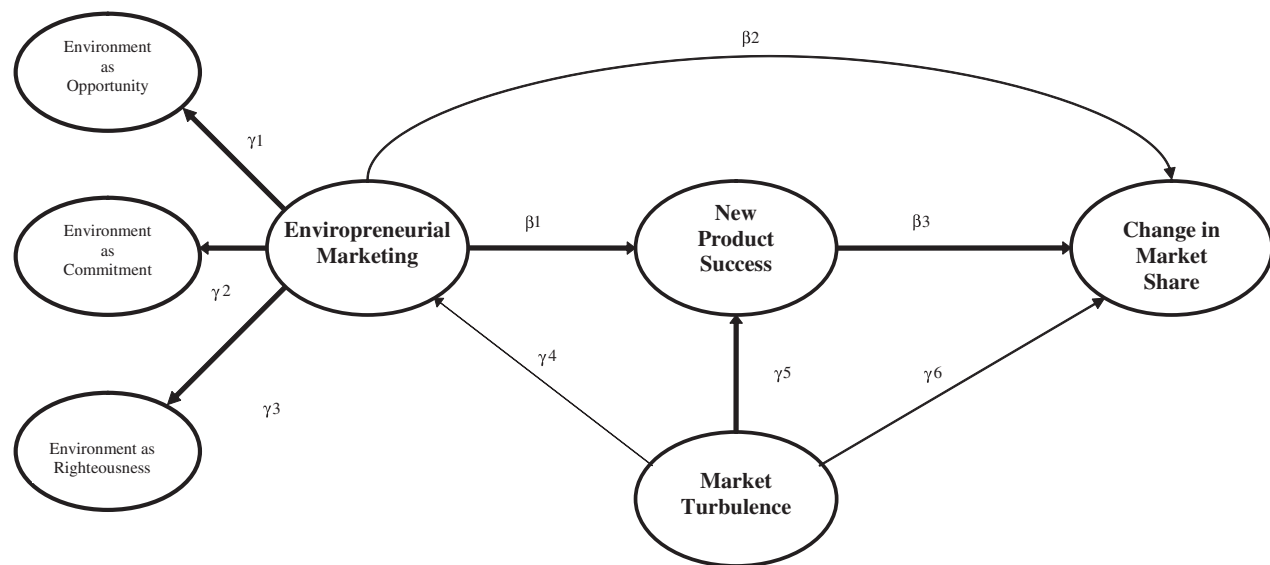 Environment
as
Opportunity
β2
γ1
Environment
as
Commitment
Enviropreneurial
Marketing
β1
New
Product
Success
β3
Change in
Market
Share
γ2
γ3
γ4
γ5
γ6
Environment as
Righteousness
Market
Turbulence